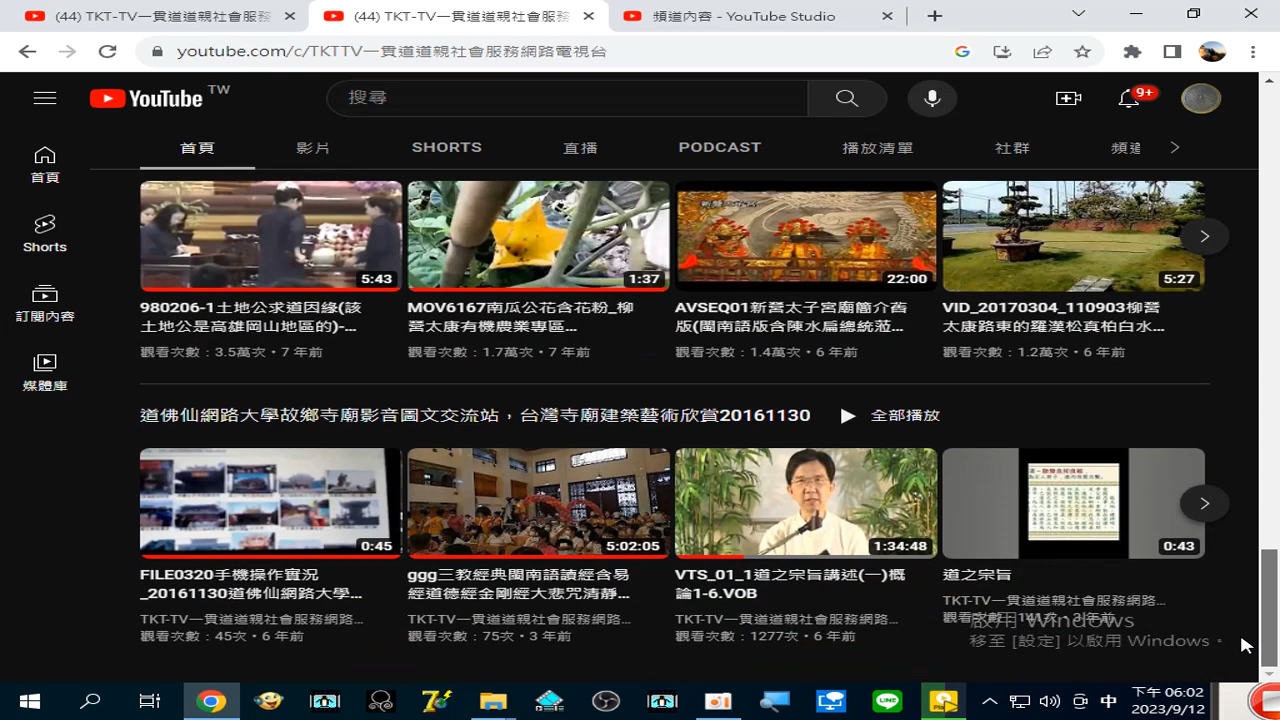 (44) TKT-TV一貫道道親社會服務
(44) TKT-TV一貫道道親社會服務
頻道內容 - YouTube Studio
youtube.com/c/TKTTV一貫道道親社會服務網路電視台
YouTube TW
搜尋
9+
首頁
影片
SHORTS
直播
PODCAST
播放清單
社群
頻道
首頁
Shorts
訂閱內容
媒體庫
5:43
1:37
22:00
5:27
980206-1土地公求道因緣(該
土地公是高雄岡山地區的)-...
觀看次數：3.5萬次・7 年前
MOV6167南瓜公花含花粉_柳
營太康有機農業專區...
觀看次數：1.7萬次・7 年前
AVSEQ01新營太子宮廟簡介舊
版(閩南語版含陳水扁總統蒞...
觀看次數：1.4萬次・6 年前
VID_20170304_110903柳營
太康路東的羅漢松真柏白水...
觀看次數：1.2萬次・6 年前
道佛仙網路大學故鄉寺廟影音圖文交流站，台灣寺廟建築藝術欣賞20161130
全部播放
0:45
5:02:05
1:34:48
0:43
FILE0320手機操作實況
_20161130道佛仙網路大學...
TKT-TV一貫道道親社會服務網路...
觀看次數：45次・6 年前
ggg三教經典閩南語讀經含易
經道德經金剛經大悲咒清靜...
TKT-TV一貫道道親社會服務網路...
觀看次數：75次・3 年前
VTS_01_1道之宗旨講述(一)概
論1-6.VOB
TKT-TV一貫道道親社會服務網路...
觀看次數：1277次・6 年前
道之宗旨
TKT-TV一貫道道親社會服務網路...
啟用 Windows
移至 [設定] 以啟用 Windows。
中
下午 06:02
2023/9/12